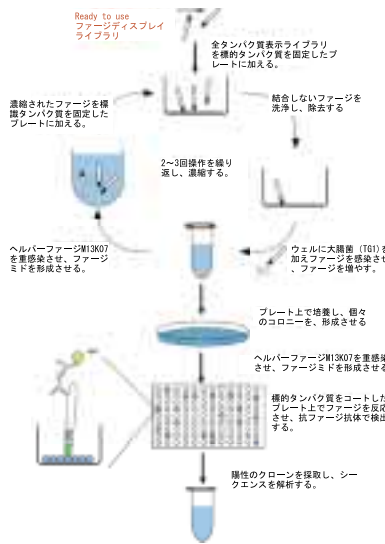 Ready to use
ファージディスプレイ
ライブラリ
全タンパク質表示ライブラリ
を標的タンパク質を固定したプ
レートに加える。
濃縮されたファージを標
識タンパク質を固定した
プレートに加える。
結合しないファージを
洗浄し、除去する
2～3回操作を繰り
返し、濃縮する。
ヘルパーファージM13K07
を重感染させ、ファージ
ミドを形成させる。
ウェルに大腸菌（TG1）を
加えファージを感染させ
、ファージを増やす。
プレート上で培養し、個々
のコロニーを、形成させる
ヘルパーファージM13K07を重感染
させ、ファージミドを形成する
標的タンパク質をコートした
プレート上でファージを反応
させ、抗ファージ抗体で検出
する。
陽性のクローンを採取し、シー
クエンスを解析する。